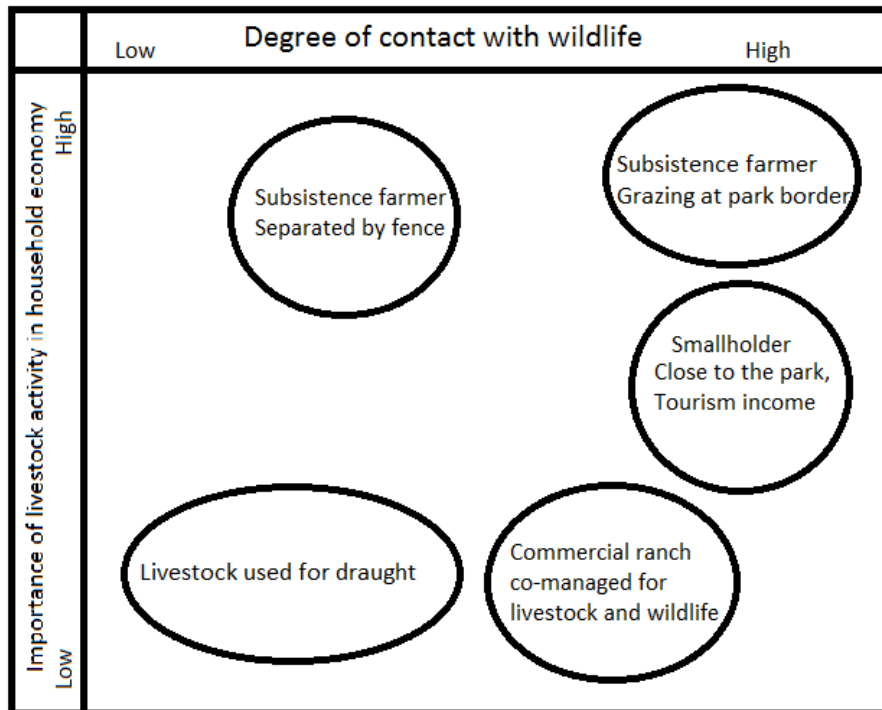 Degree of contact with wildlife
Low
High
Importance of livestock activity in household economy
High
Low
Subsistence farmer
Separated by fence
Subsistence farmer
Grazing at park border
Smallholder
Close to the park,
Tourism income
Livestock used for draught
Commercial ranch
co-managed for
livestock and wildlife